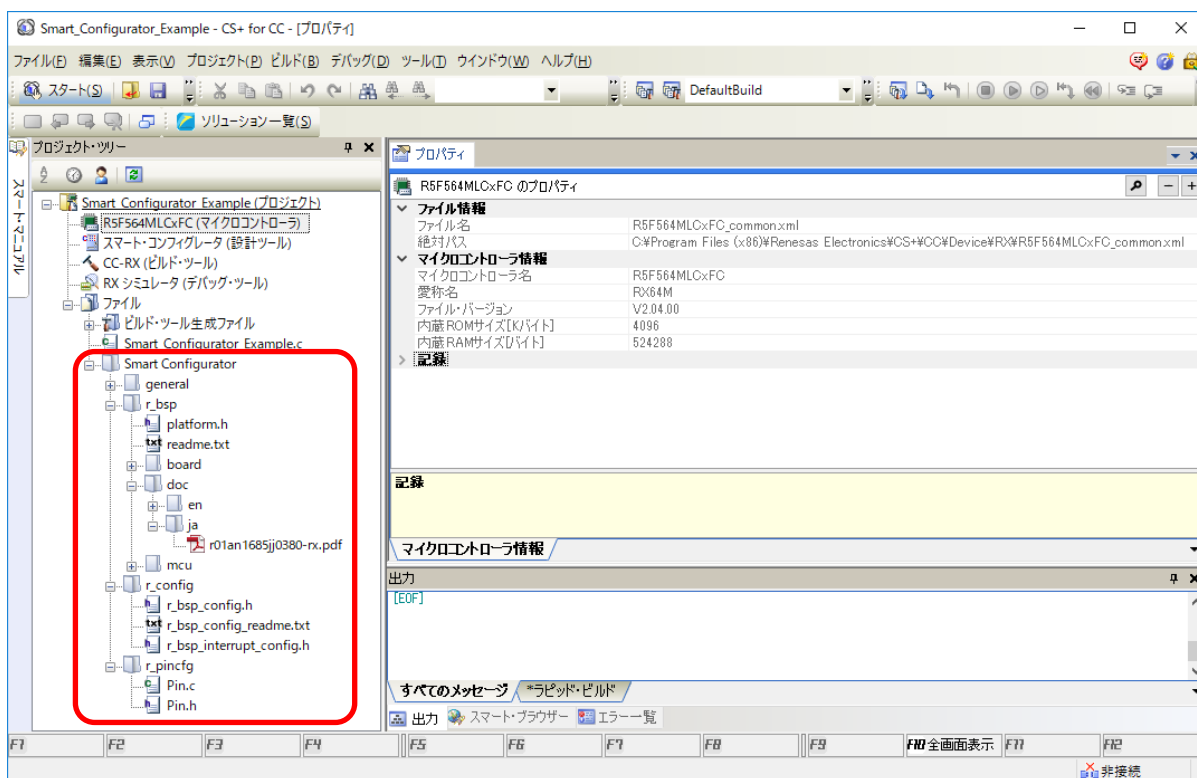 Smart_Configurator_Example - CS+ for CC - [プロパティ]
ファイル(F) 編集(E) 表示(V) プロジェクト(P) ビルド(B) デバッグ(D) ツール(T) ウインドウ(W) ヘルプ(H)
スタート(S)
DefaultBuild
ソリューション一覧(S)
スマート・マニュアル
プロジェクト・ツリー
Smart_Configurator_Example (プロジェクト)
R5F564MLCxFC (マイクロコントローラ)
スマート・コンフィグレータ (設計ツール)
CC-RX (ビルド・ツール)
RX シミュレータ (デバッグ・ツール)
ファイル
ビルド・ツール生成ファイル
Smart_Configurator_Example.c
Smart Configurator
general
r_bsp
platform.h
readme.txt
board
doc
en
ja
r01an1685jj0380-rx.pdf
mcu
r_config
r_bsp_config.h
r_bsp_config_readme.txt
r_bsp_interrupt_config.h
r_pincfg
Pin.c
Pin.h
プロパティ
R5F564MLCxFC のプロパティ
ファイル情報
ファイル名 R5F564MLCxFC_common.xml
絶対パス C:¥Program Files (x86)¥Renesas Electronics¥CS+¥CC¥Device¥RX¥R5F564MLCxFC_common.xml
マイクロコントローラ情報
マイクロコントローラ名 R5F564MLCxFC
愛称名 RX64M
ファイル・バージョン V2.04.00
内蔵ROMサイズ[Kバイト] 4096
内蔵RAMサイズ[バイト] 524288
記録
記録
マイクロコントローラ情報
出力
[EOF]
すべてのメッセージ *ラピッド・ビルド
出力 スマート・ブラウザー エラー一覧
F1 F2 F3 F4 F5 F6 F7 F8 F9 F10 全画面表示 F11 F12
非接続